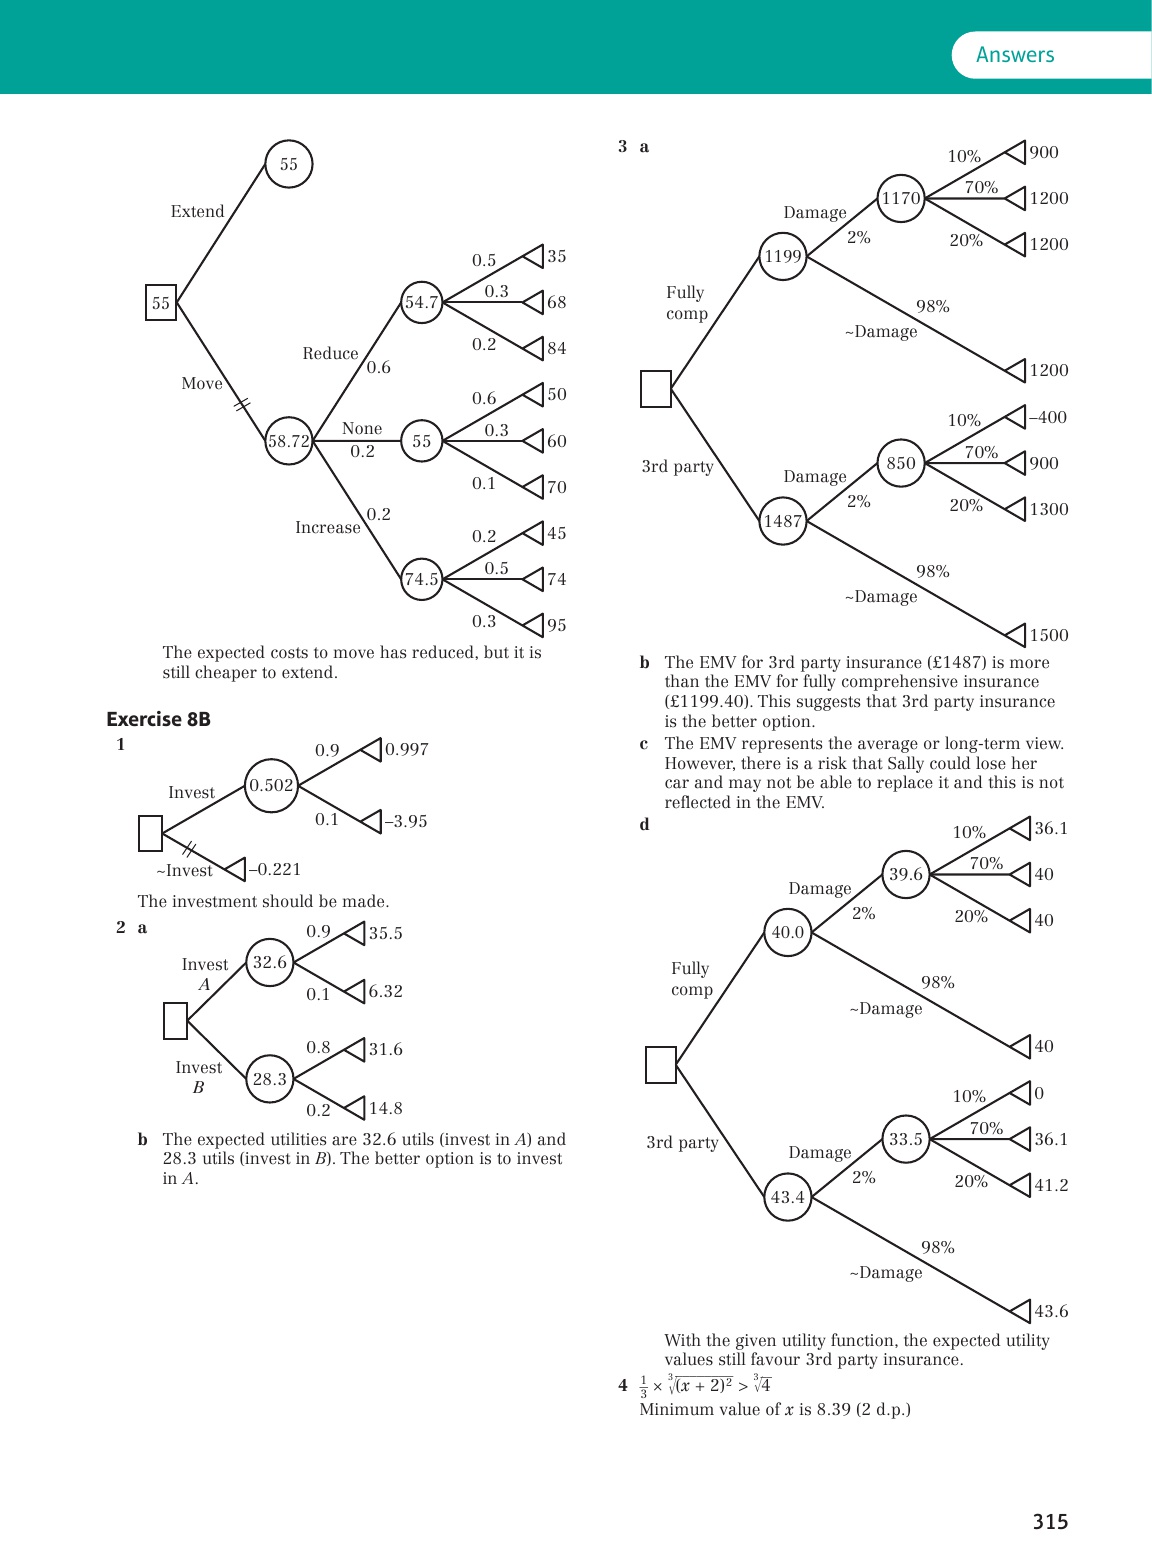 Answers
55
Extend
55
Move
58.72
Reduce
0.6
54.7
0.5
35
0.3
68
0.2
84
None
0.2
55
0.6
50
0.3
60
0.1
70
Increase
0.2
74.5
0.2
45
0.5
74
0.3
95
The expected costs to move has reduced, but it is
still cheaper to extend.
Exercise 8B
1
Invest
0.502
0.9
0.997
0.1
–3.95
~Invest
–0.221
The investment should be made.
2 a
Invest
A
32.6
0.9
35.5
0.1
6.32
Invest
B
28.3
0.8
31.6
0.2
14.8
b The expected utilities are 32.6 utils (invest in A) and
28.3 utils (invest in B). The better option is to invest
in A.
3 a
Fully
comp
1199
Damage
2%
1170
10%
900
70%
1200
20%
1200
98%
~Damage
1200
3rd party
1487
Damage
2%
850
10%
–400
70%
900
20%
1300
98%
~Damage
1500
b The EMV for 3rd party insurance (£1487) is more
than the EMV for fully comprehensive insurance
(£1199.40). This suggests that 3rd party insurance
is the better option.
c The EMV represents the average or long-term view.
However, there is a risk that Sally could lose her
car and may not be able to replace it and this is not
reflected in the EMV.
d
Fully
comp
40.0
Damage
2%
39.6
10%
36.1
70%
40
20%
40
98%
~Damage
40
3rd party
43.4
Damage
2%
33.5
10%
0
70%
36.1
20%
41.2
98%
~Damage
43.6
With the given utility function, the expected utility
values still favour 3rd party insurance.
4 1/3 × ∛(x + 2)² > ∛4
Minimum value of x is 8.39 (2 d.p.)
315